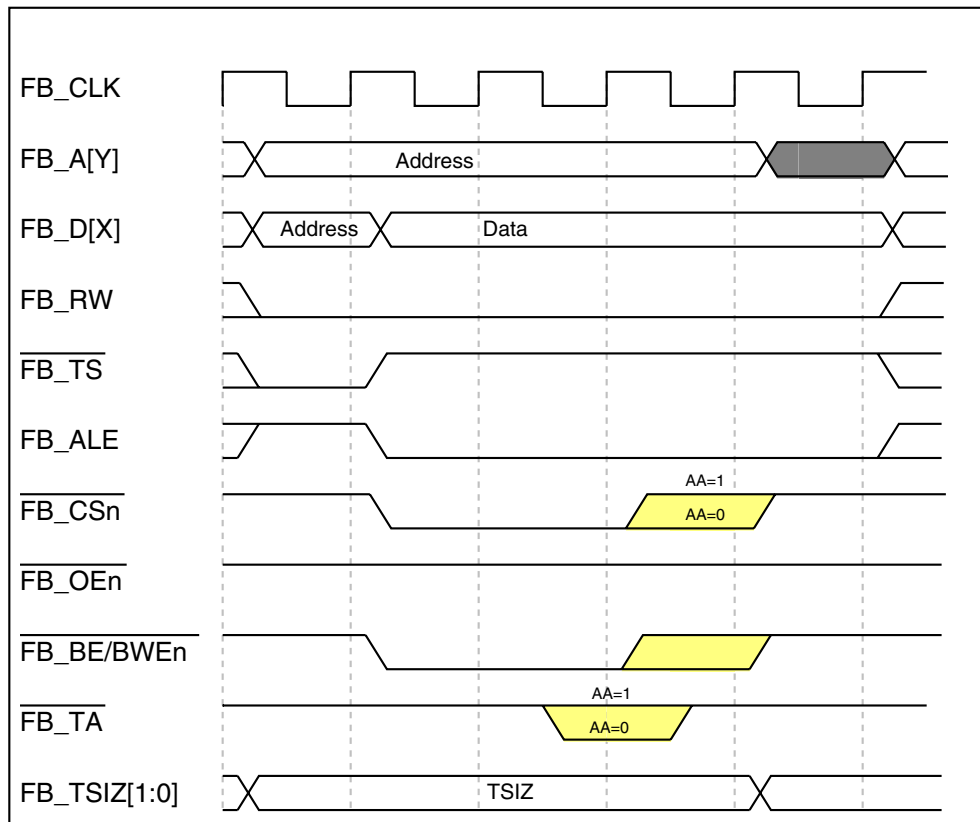 FB_CLK
FB_A[Y]
Address
FB_D[X]
Address
Data
FB_RW
FB_TS
FB_ALE
AA=1
FB_CSn
AA=0
FB_OEn
FB_BE/BWEn
AA=1
FB_TA
AA=0
FB_TSIZ[1:0]
TSIZ